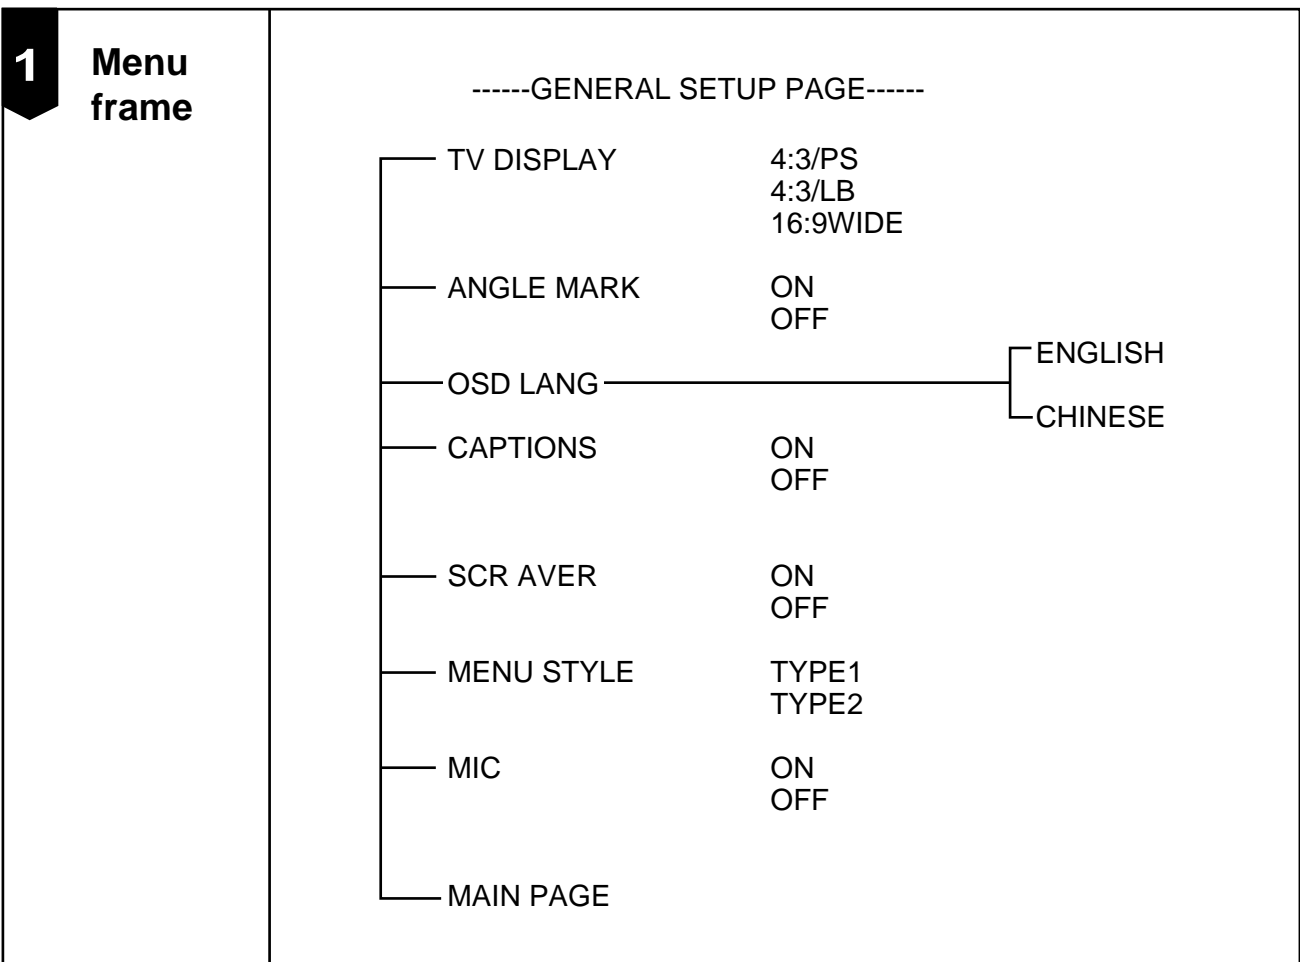 1
Menu
frame
------GENERAL SETUP PAGE------
TV DISPLAY 4:3/PS
4:3/LB
16:9WIDE
ANGLE MARK ON
OFF
ENGLISH
OSD LANG
CHINESE
CAPTIONS ON
OFF
SCR AVER ON
OFF
MENU STYLE TYPE1
TYPE2
MIC ON
OFF
MAIN PAGE